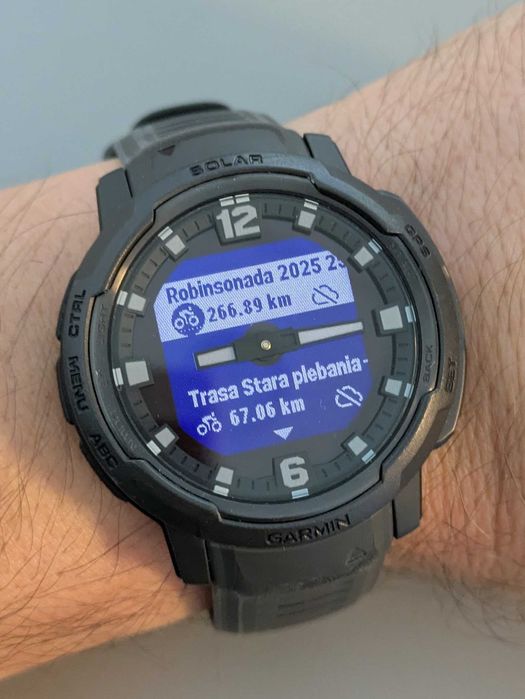 SOLAR
12
GPS
CTRL
Robinsonada 2025 25
266.89 km
MENU
BACK
SET
Trasa Stara plebania-
67.06 km
ABC
6
GARMIN